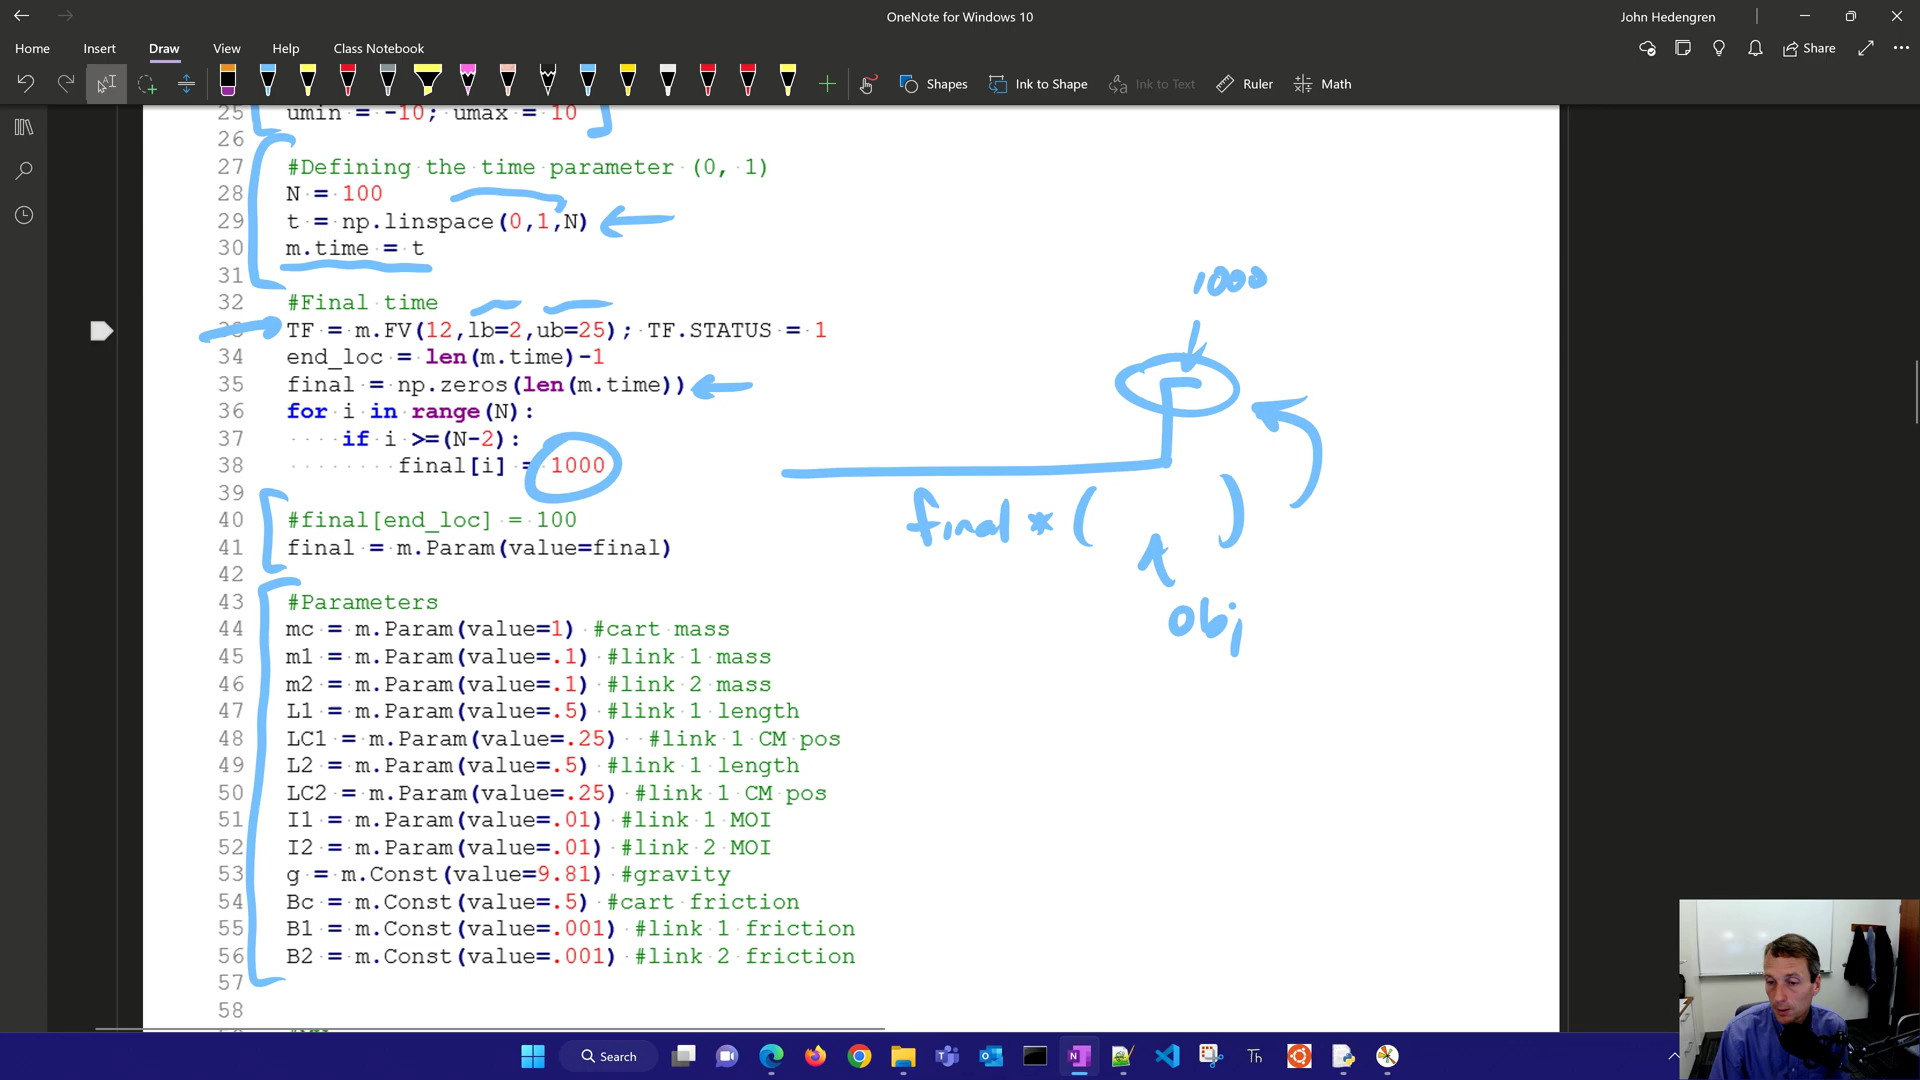 OneNote for Windows 10
John Hedengren
Home Insert Draw View Help Class Notebook
Share
Shapes Ink to Shape Ink to Text Ruler Math
25 umin = -10; umax = 10
26
27 #Defining the time parameter (0, 1)
28 N = 100
29 t = np.linspace(0,1,N)
30 m.time = t
31
32 #Final time
33 TF = m.FV(12,lb=2,ub=25); TF.STATUS = 1
34 end_loc = len(m.time)-1
35 final = np.zeros(len(m.time))
36 for i in range(N):
37 if i >=(N-2):
38 final[i] = 1000
39
40 #final[end_loc] = 100
41 final = m.Param(value=final)
42
43 #Parameters
44 mc = m.Param(value=1) #cart mass
45 m1 = m.Param(value=.1) #link 1 mass
46 m2 = m.Param(value=.1) #link 2 mass
47 L1 = m.Param(value=.5) #link 1 length
48 LC1 = m.Param(value=.25) #link 1 CM pos
49 L2 = m.Param(value=.5) #link 1 length
50 LC2 = m.Param(value=.25) #link 1 CM pos
51 I1 = m.Param(value=.01) #link 1 MOI
52 I2 = m.Param(value=.01) #link 2 MOI
53 g = m.Const(value=9.81) #gravity
54 Bc = m.Const(value=.5) #cart friction
55 B1 = m.Const(value=.001) #link 1 friction
56 B2 = m.Const(value=.001) #link 2 friction
57
58
1000
final * ( )
obj
Search